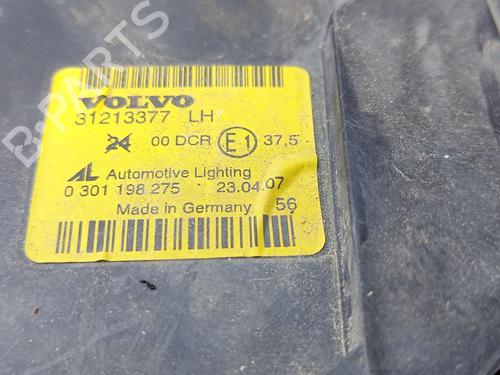 B-PARTS
VOLVO
31213377 LH
24 00 DCR E1 37,5
AL Automotive Lighting
0 301 198 275 23.04.07
Made in Germany 56